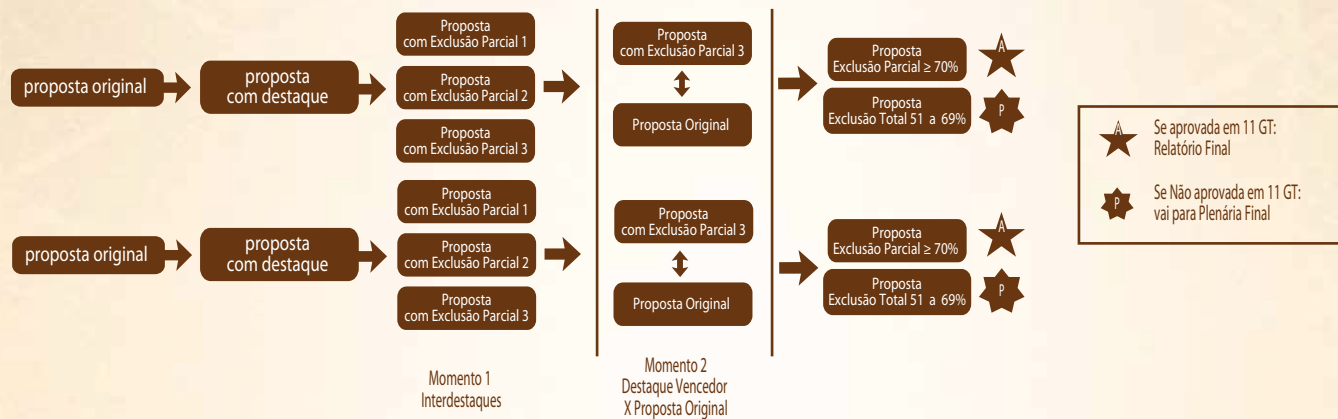 proposta original
proposta
com destaque
Proposta
com Exclusão Parcial 1
Proposta
com Exclusão Parcial 2
Proposta
com Exclusão Parcial 3
Proposta
com Exclusão Parcial 3
Proposta Original
Proposta
Exclusão Parcial ≥ 70%
A
Proposta
Exclusão Total 51 a 69%
P
proposta original
proposta
com destaque
Proposta
com Exclusão Parcial 1
Proposta
com Exclusão Parcial 2
Proposta
com Exclusão Parcial 3
Proposta
com Exclusão Parcial 3
Proposta Original
Proposta
Exclusão Parcial ≥ 70%
A
Proposta
Exclusão Total 51 a 69%
P
Momento 1
Interdestaques
Momento 2
Destaque Vencedor
X Proposta Original
A
Se aprovada em 11 GT:
Relatório Final
P
Se Não aprovada em 11 GT:
vai para Plenária Final